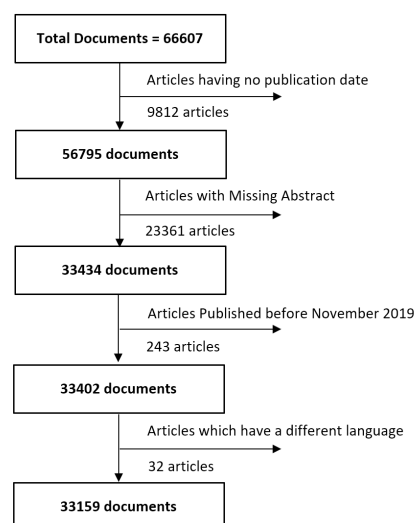 Total Documents = 66607
Articles having no publication date
9812 articles
56795 documents
Articles with Missing Abstract
23361 articles
33434 documents
Articles Published before November 2019
243 articles
33402 documents
Articles which have a different language
32 articles
33159 documents